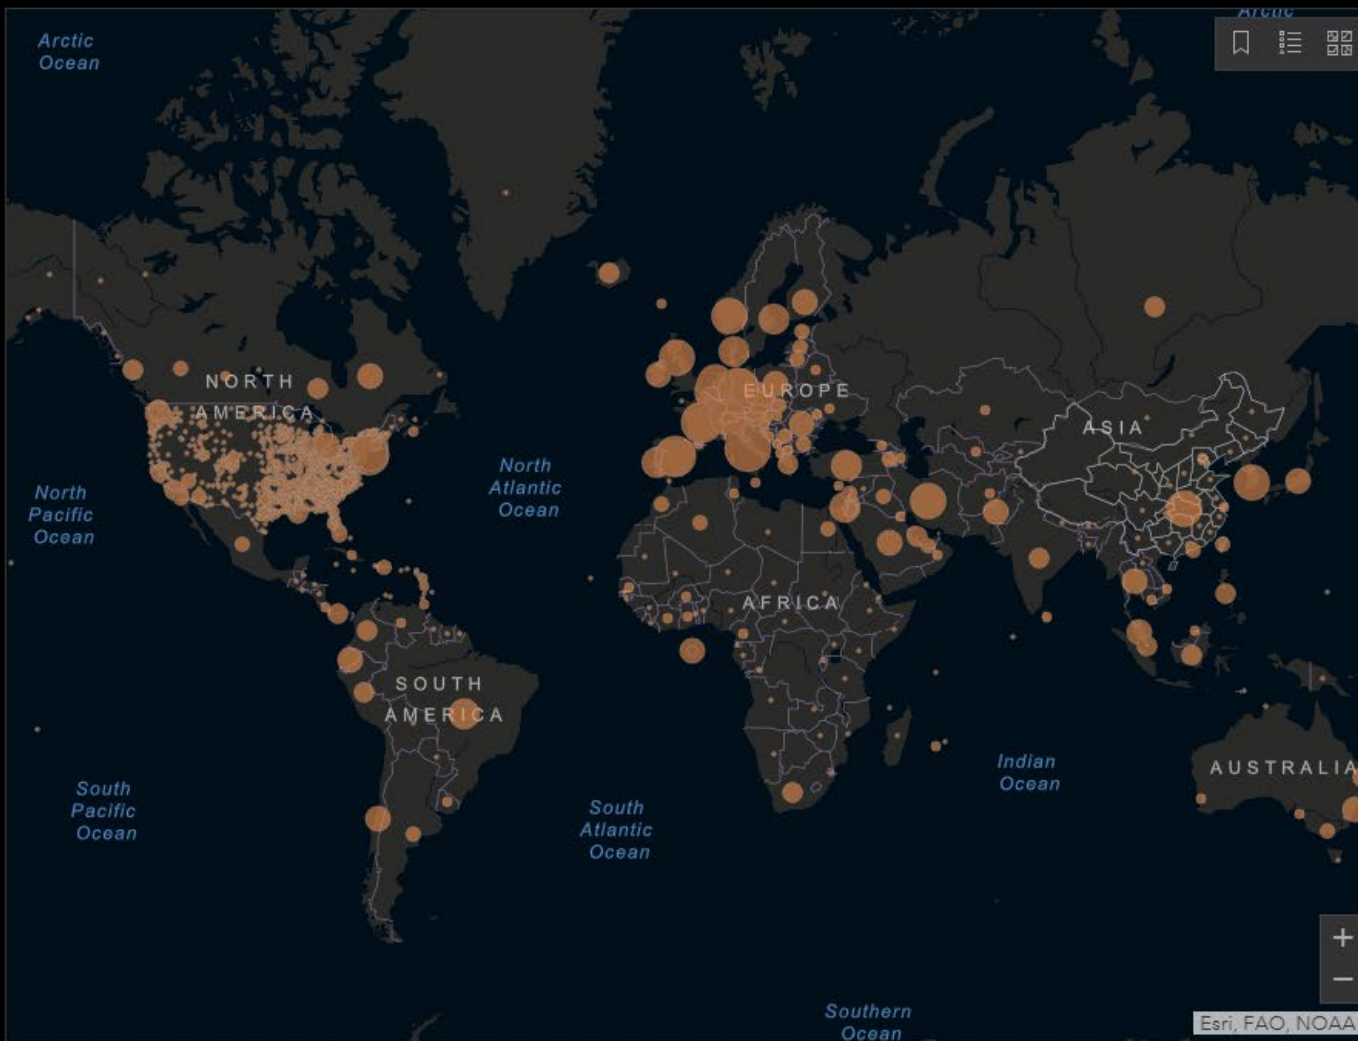 Arctic
Arctic
Ocean
NORTH
AMERICA
EUROPE
ASIA
North
Atlantic
Ocean
North
Pacific
Ocean
AFRICA
SOUTH
AMERICA
Indian
Ocean
AUSTRALIA
South
Pacific
Ocean
South
Atlantic
Ocean
+
−
Southern
Ocean
Esri, FAO, NOAA